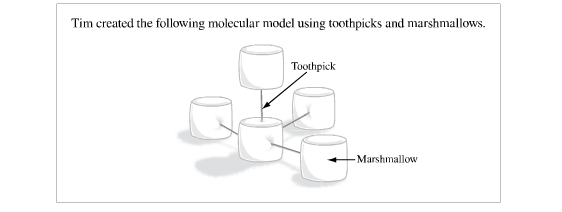 Tim created the following molecular model using toothpicks and marshmallows.
Toothpick
Marshmallow